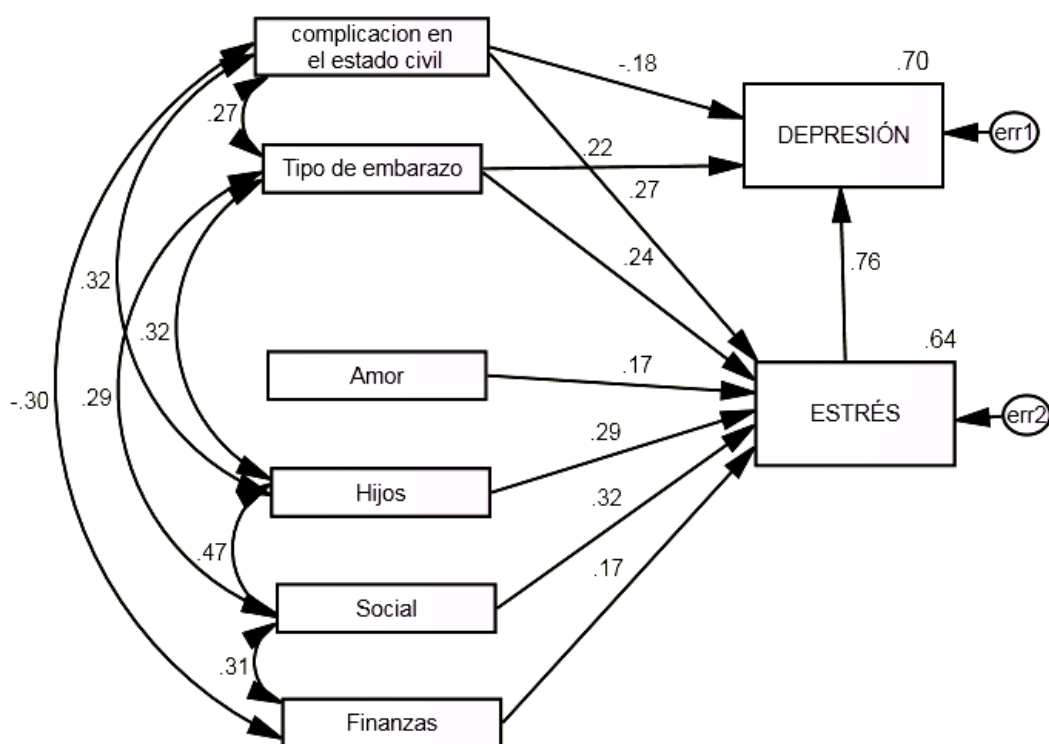 complicacion en
el estado civil
-.18
.70
DEPRESIÓN
err1
.27
Tipo de embarazo
.22
.27
.24
.76
.32
.32
.64
-.30
.29
Amor
.17
ESTRÉS
err2
.29
Hijos
.32
.47
.17
Social
.31
Finanzas